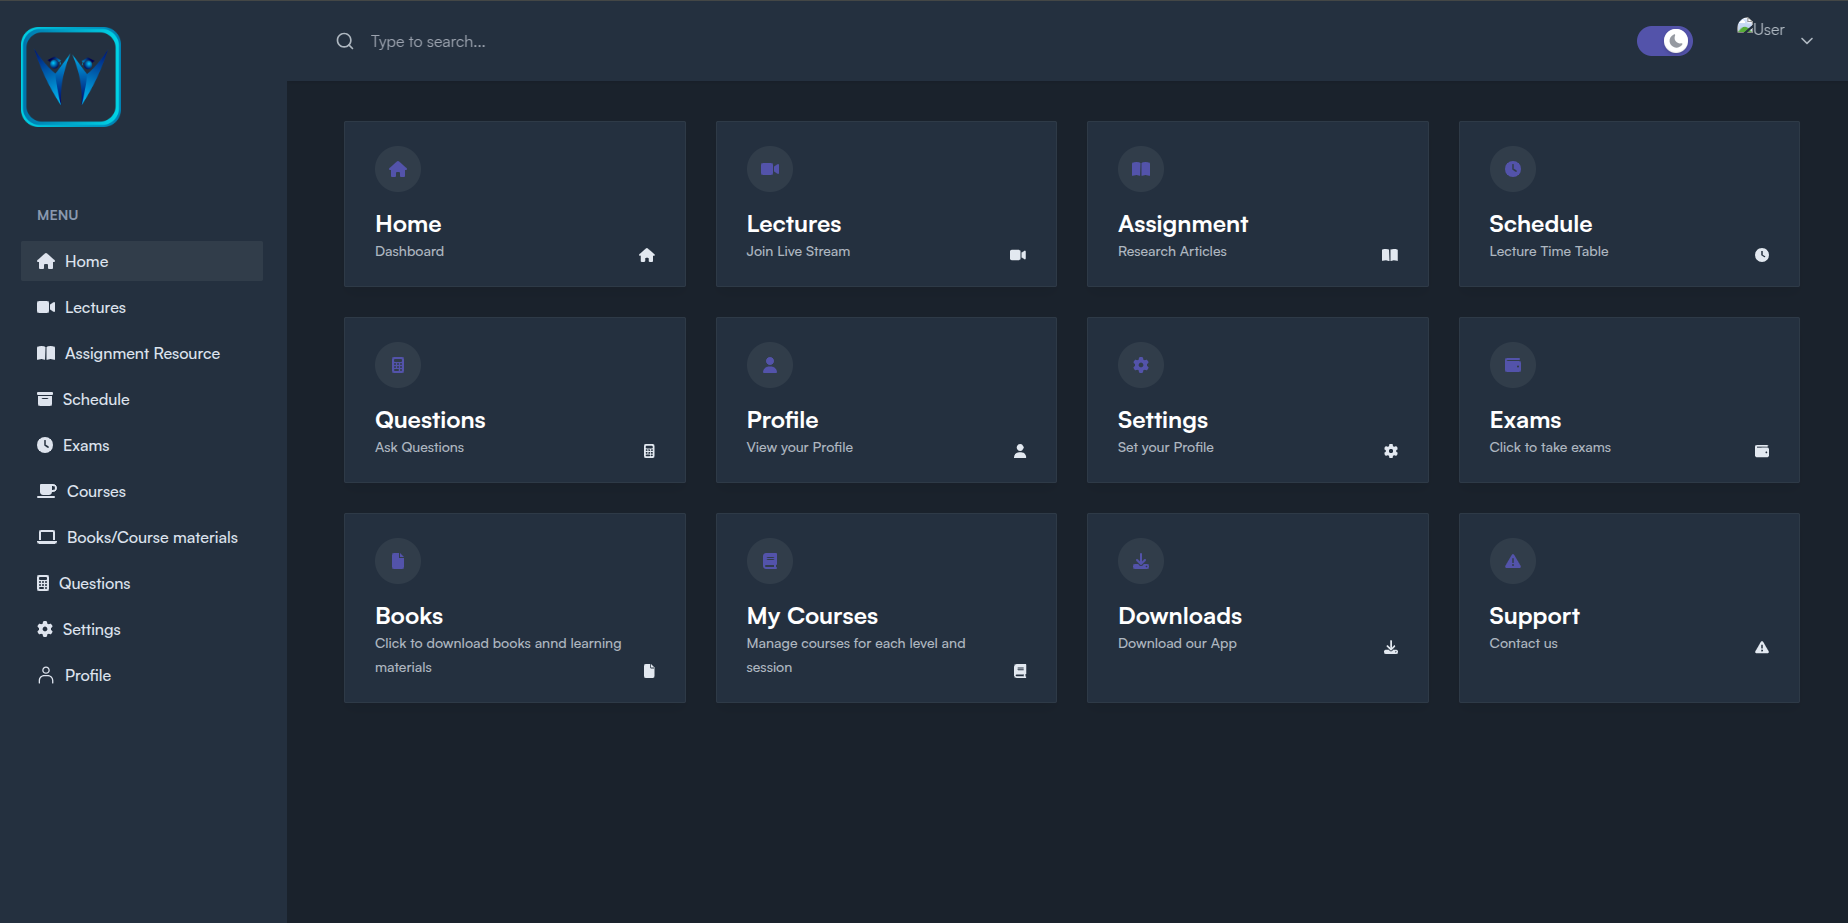 Type to search...
User
MENU
Home
Lectures
Assignment Resource
Schedule
Exams
Courses
Books/Course materials
Questions
Settings
Profile
Home
Dashboard
Lectures
Join Live Stream
Assignment
Research Articles
Schedule
Lecture Time Table
Questions
Ask Questions
Profile
View your Profile
Settings
Set your Profile
Exams
Click to take exams
Books
Click to download books annd learning
materials
My Courses
Manage courses for each level and
session
Downloads
Download our App
Support
Contact us